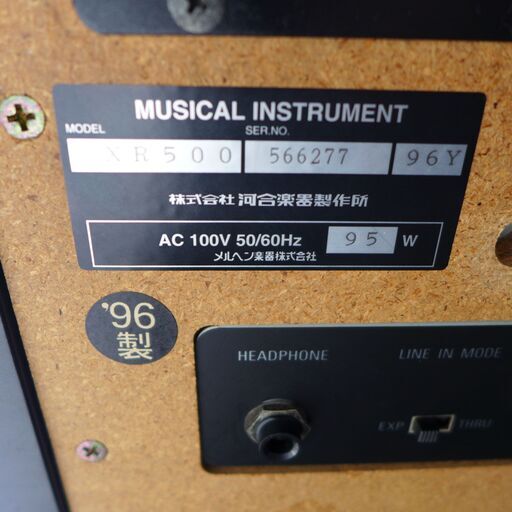 MUSICAL INSTRUMENT
MODEL SER.NO.
XR500 566277 96Y
株式会社 河合楽器製作所
AC 100V 50/60Hz 95 W
メルヘン楽器株式会社
'96
製
HEADPHONE LINE IN MODE
EXP THRU